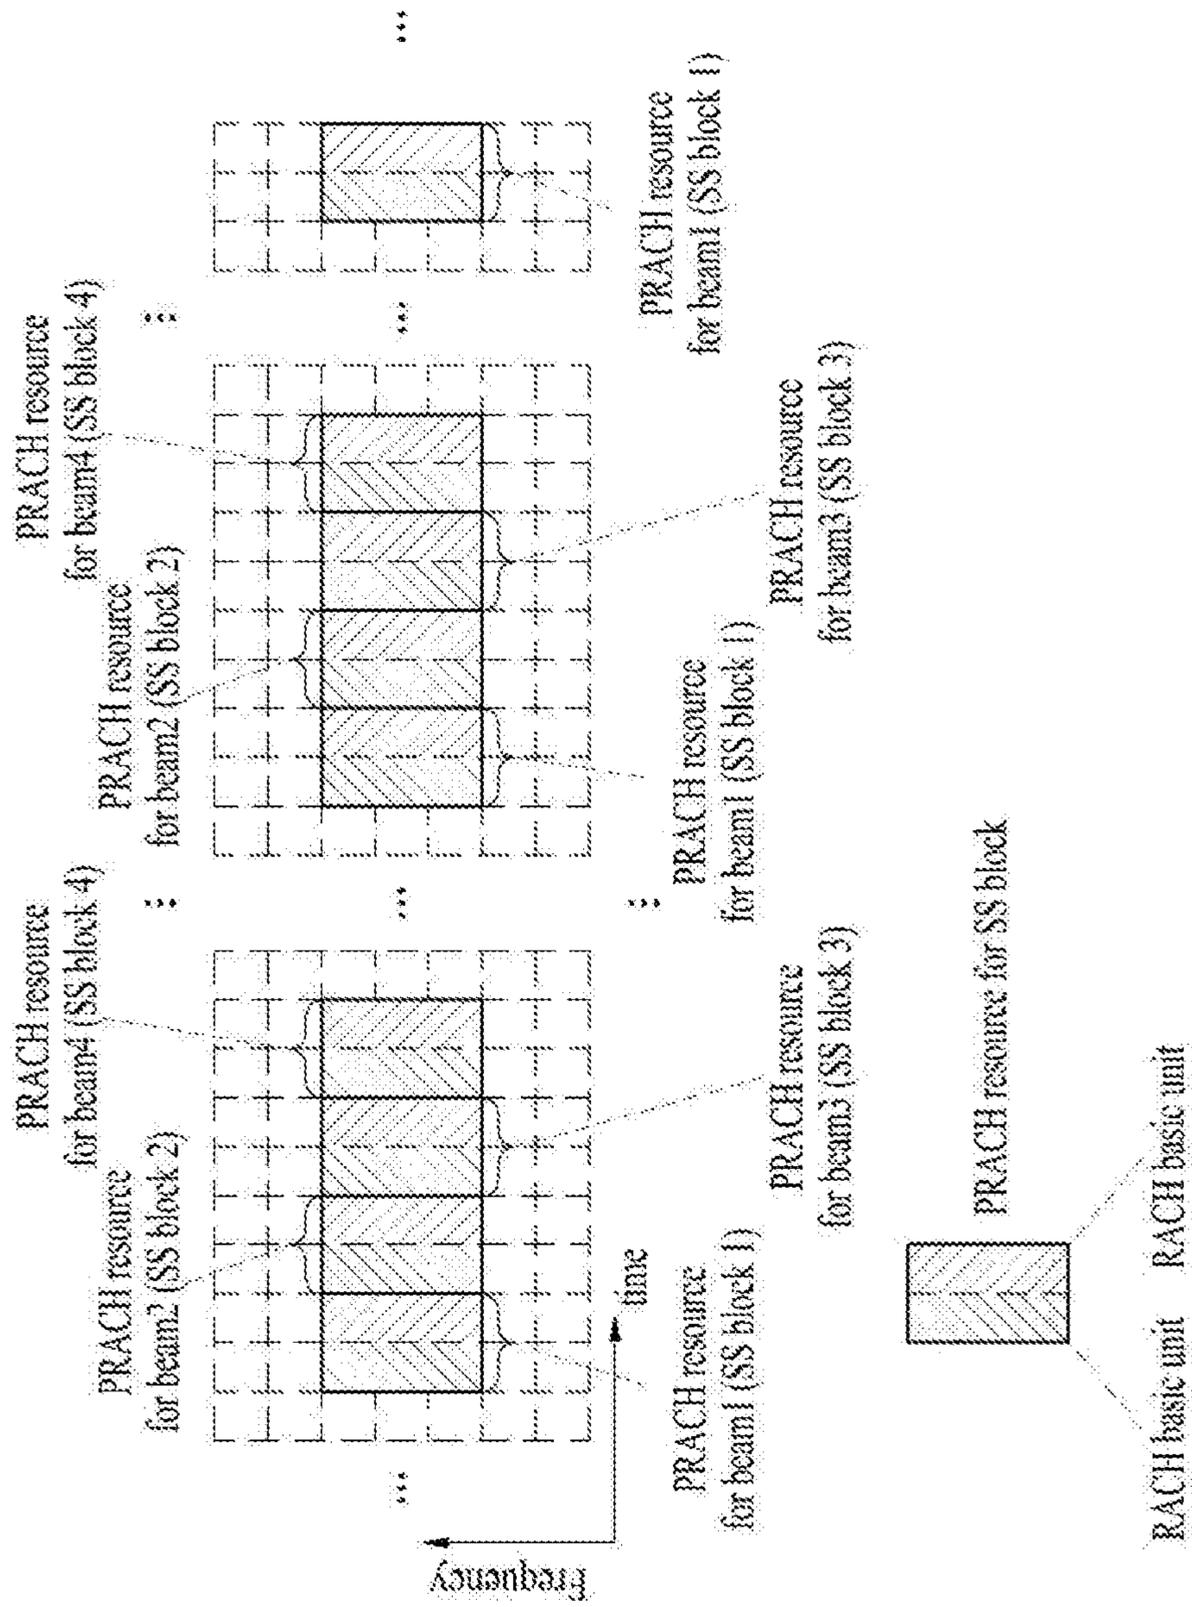 PRACH resource
for beam4 (SS block 4)
PRACH resource
for beam2 (SS block 2)
PRACH resource
for beam4 (SS block 4)
PRACH resource
for beam2 (SS block 2)
Frequency
time
PRACH resource
for beam1 (SS block 1)
PRACH resource
for beam3 (SS block 3)
PRACH resource
for beam1 (SS block 1)
PRACH resource
for beam3 (SS block 3)
PRACH resource
for beam1 (SS block 1)
PRACH resource for SS block
RACH basic unit
RACH basic unit